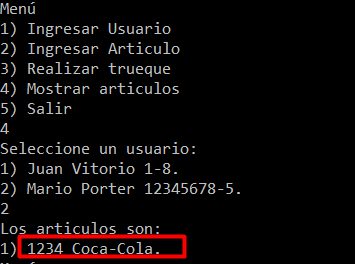 Menú
1) Ingresar Usuario
2) Ingresar Articulo
3) Realizar trueque
4) Mostrar articulos
5) Salir
4
Seleccione un usuario:
1) Juan Vitorio 1-8.
2) Mario Porter 12345678-5.
2
Los articulos son:
1) 1234 Coca-Cola.